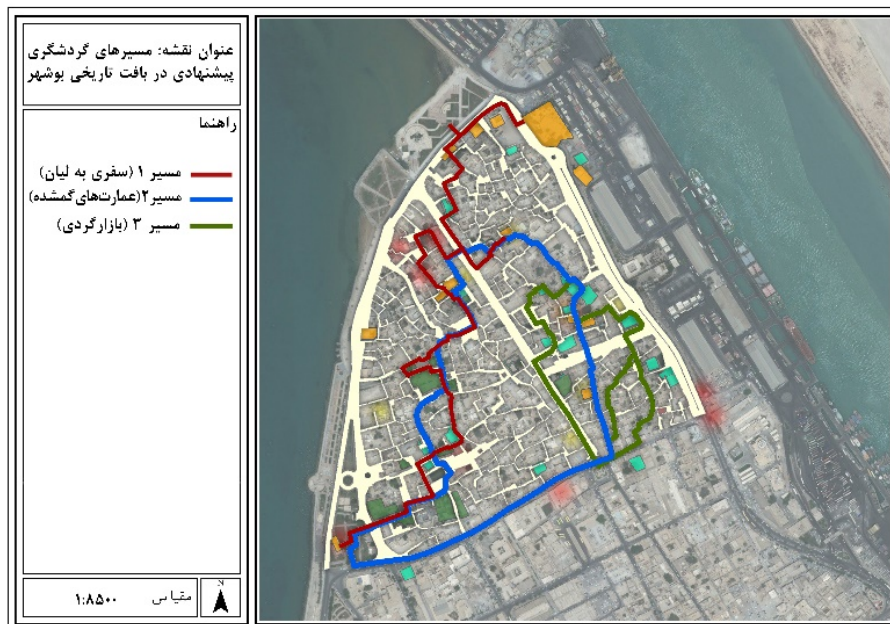 عنوان نقشه: مسیرهای گردشگری
پیشنهادی در بافت تاریخی بوشهر
راهنما
مسیر ۱ (سفری به لیان)
مسیر۲(عمارت‌های‌گمشده)
مسیر ۳ (بازارگردی)
مقیاس ۱:۸۵۰۰
N